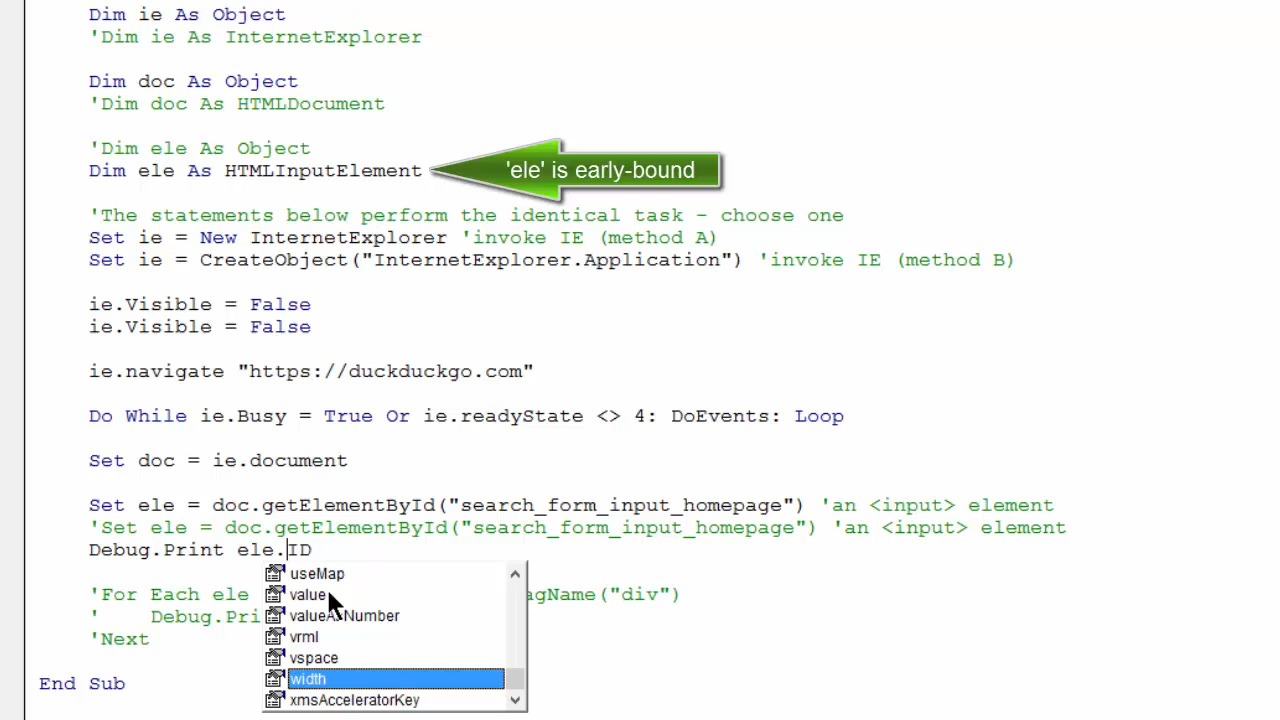 Dim ie As Object
'Dim ie As InternetExplorer
Dim doc As Object
'Dim doc As HTMLDocument
'Dim ele As Object
Dim ele As HTMLInputElement
'ele' is early-bound
'The statements below perform the identical task - choose one
Set ie = New InternetExplorer 'invoke IE (method A)
Set ie = CreateObject("InternetExplorer.Application") 'invoke IE (method B)
ie.Visible = False
ie.Visible = False
ie.navigate "https://duckduckgo.com"
Do While ie.Busy = True Or ie.readyState <> 4: DoEvents: Loop
Set doc = ie.document
Set ele = doc.getElementById("search_form_input_homepage") 'an <input> element
'Set ele = doc.getElementById("search_form_input_homepage") 'an <input> element
Debug.Print ele.ID
'For Each ele agName("div")
' Debug.Pri
'Next
End Sub
useMap
value
valueAsNumber
vrml
vspace
width
xmsAcceleratorKey